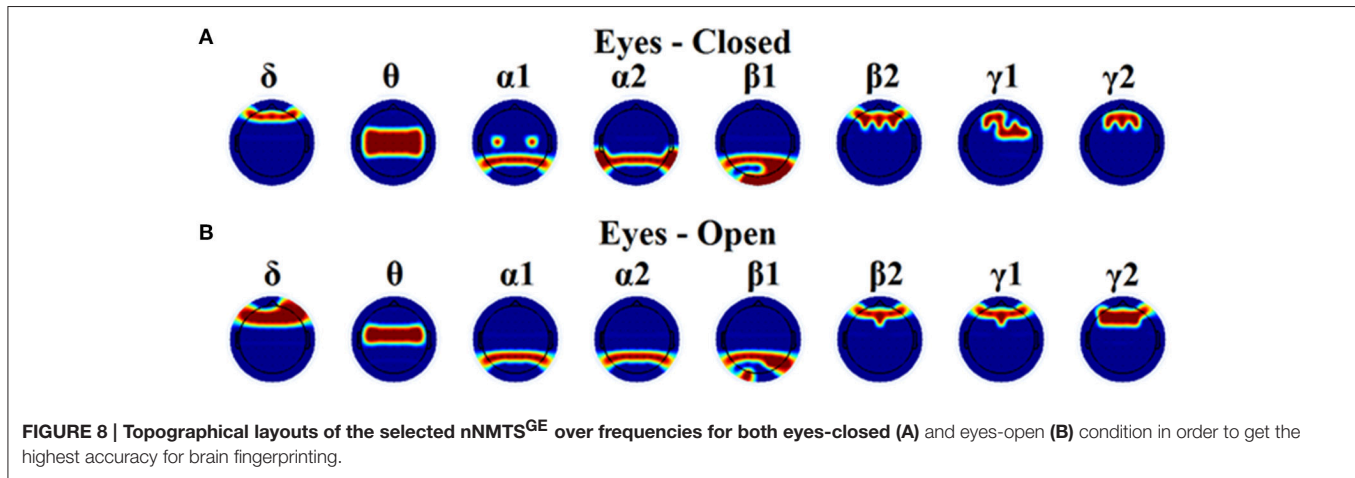 A
Eyes - Closed
δ θ α1 α2 β1 β2 γ1 γ2
B
Eyes - Open
δ θ α1 α2 β1 β2 γ1 γ2
FIGURE 8 | Topographical layouts of the selected nNMTS^GE over frequencies for both eyes-closed (A) and eyes-open (B) condition in order to get the
highest accuracy for brain fingerprinting.